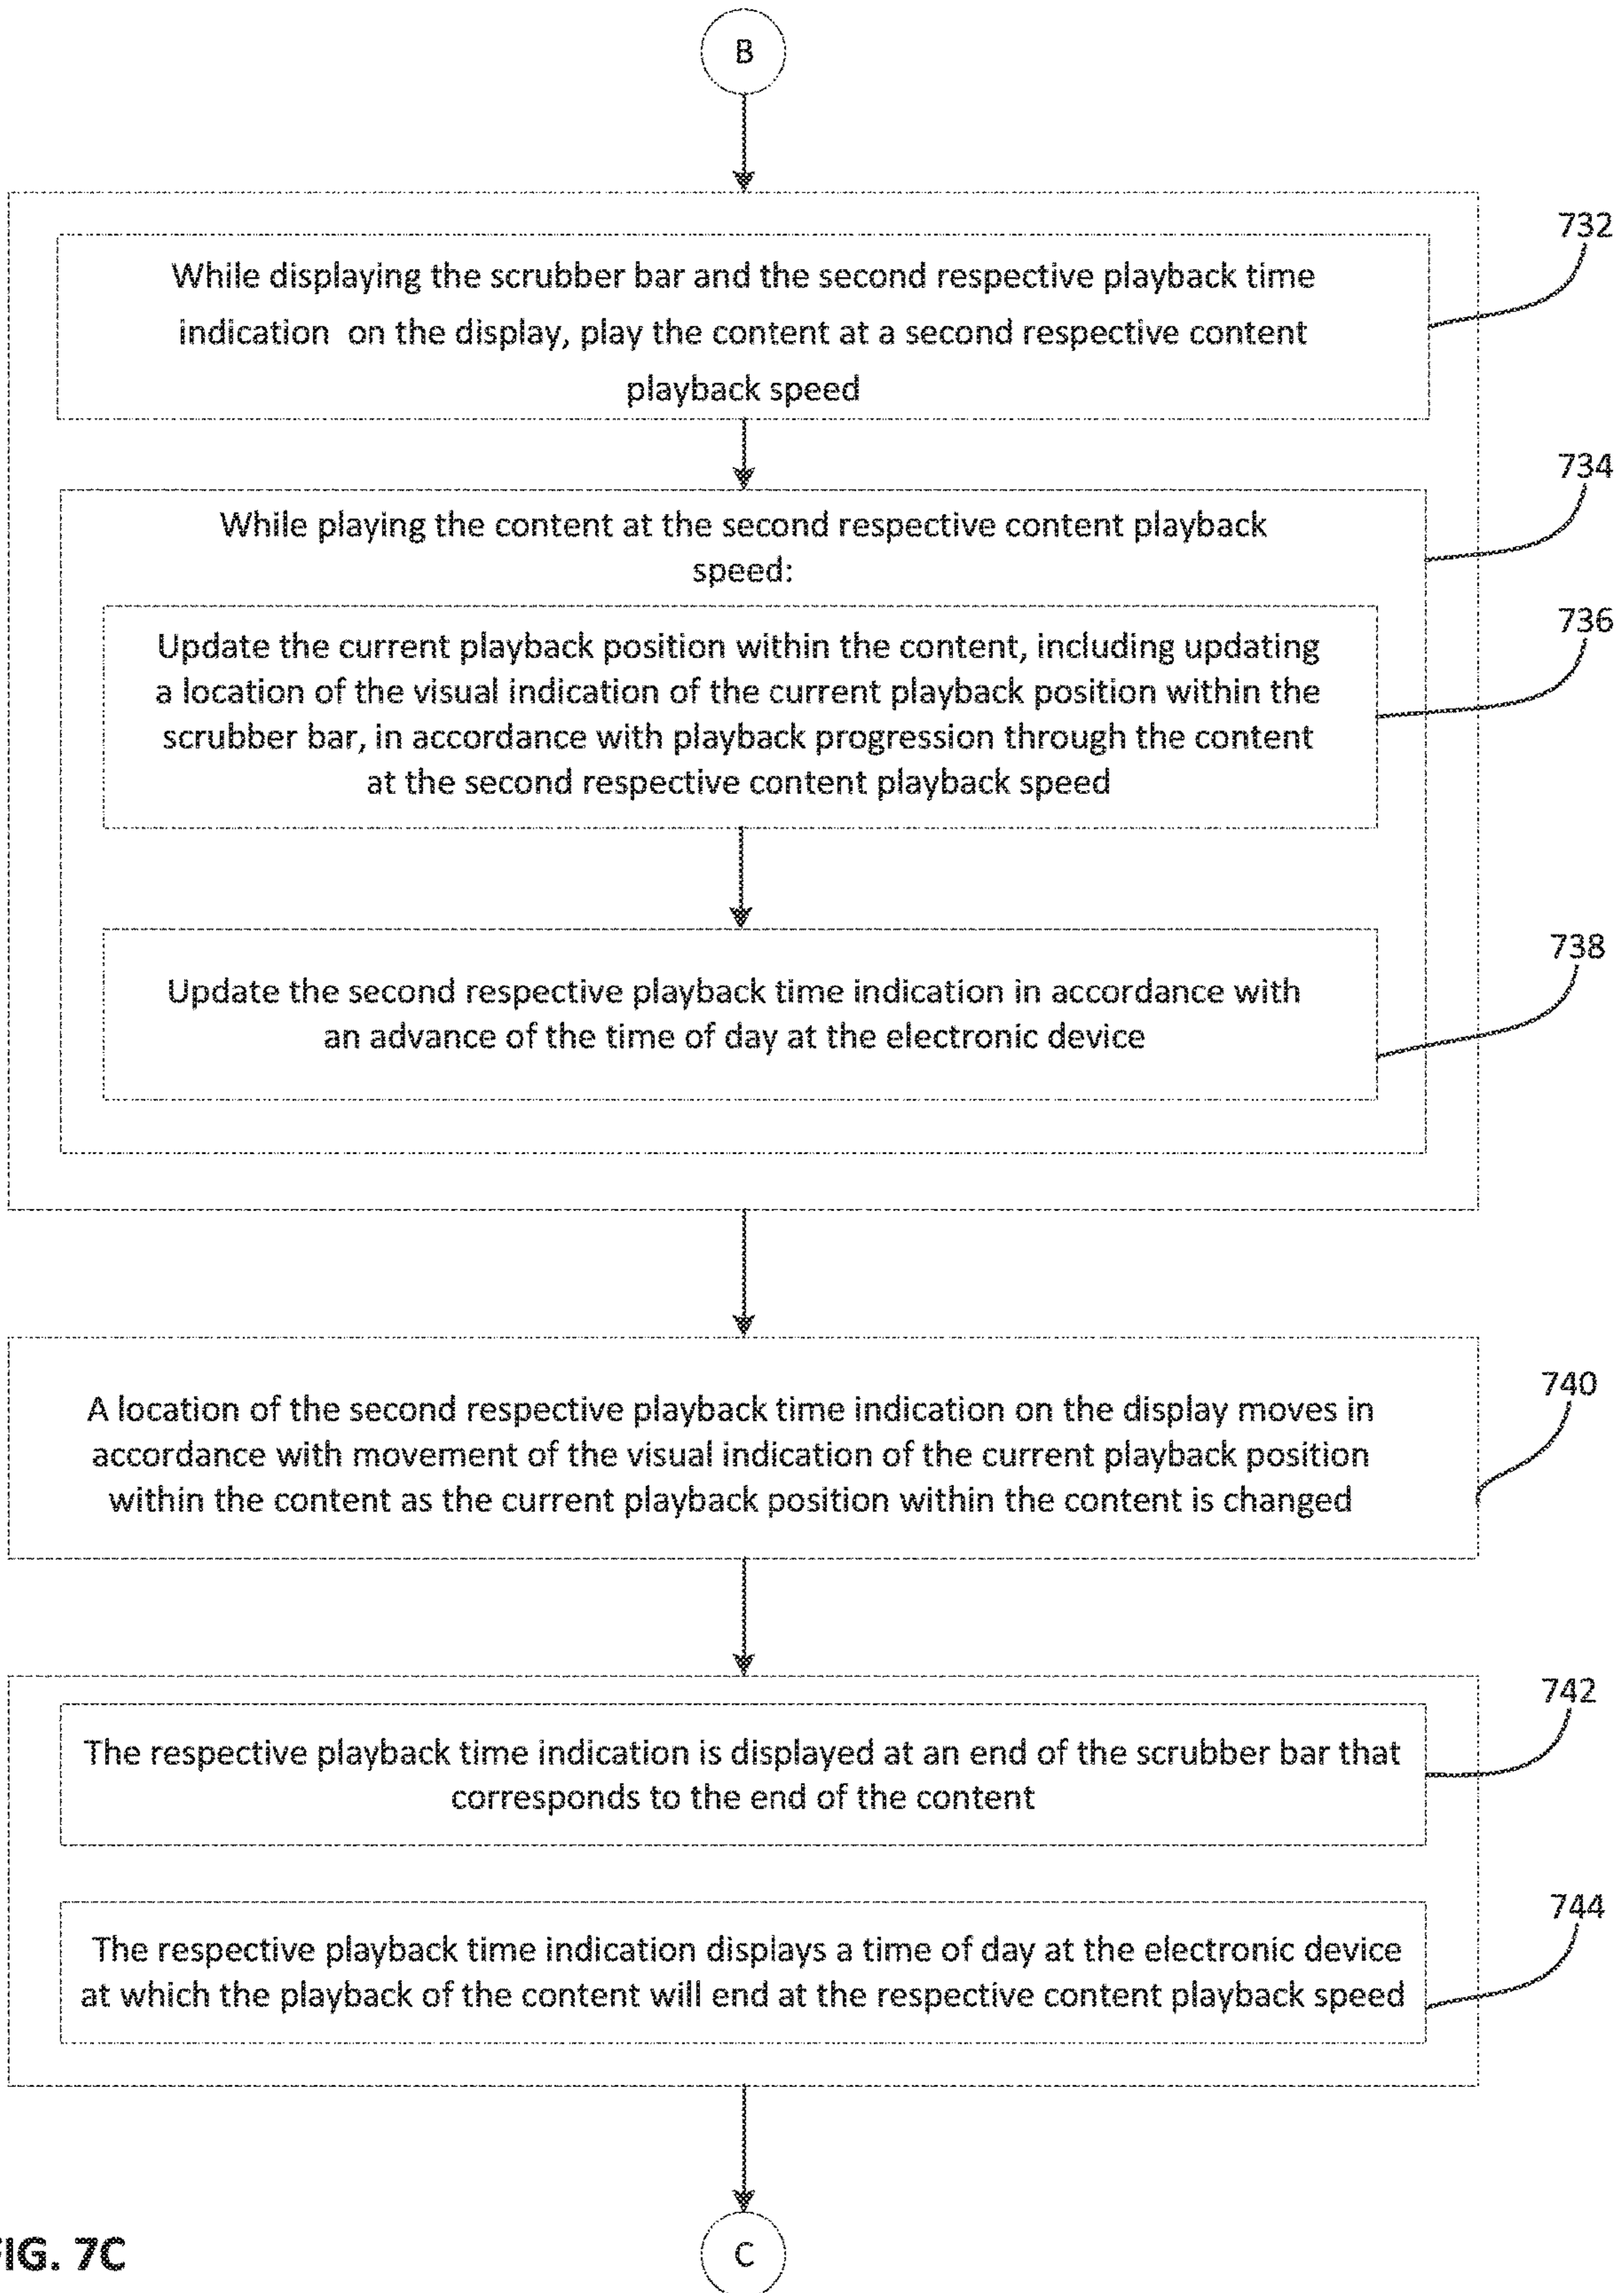 B
732
While displaying the scrubber bar and the second respective playback time
indication on the display, play the content at a second respective content
playback speed
734
While playing the content at the second respective content playback
speed:
736
Update the current playback position within the content, including updating
a location of the visual indication of the current playback position within the
scrubber bar, in accordance with playback progression through the content
at the second respective content playback speed
738
Update the second respective playback time indication in accordance with
an advance of the time of day at the electronic device
740
A location of the second respective playback time indication on the display moves in
accordance with movement of the visual indication of the current playback position
within the content as the current playback position within the content is changed
742
The respective playback time indication is displayed at an end of the scrubber bar that
corresponds to the end of the content
744
The respective playback time indication displays a time of day at the electronic device
at which the playback of the content will end at the respective content playback speed
C
FIG. 7C